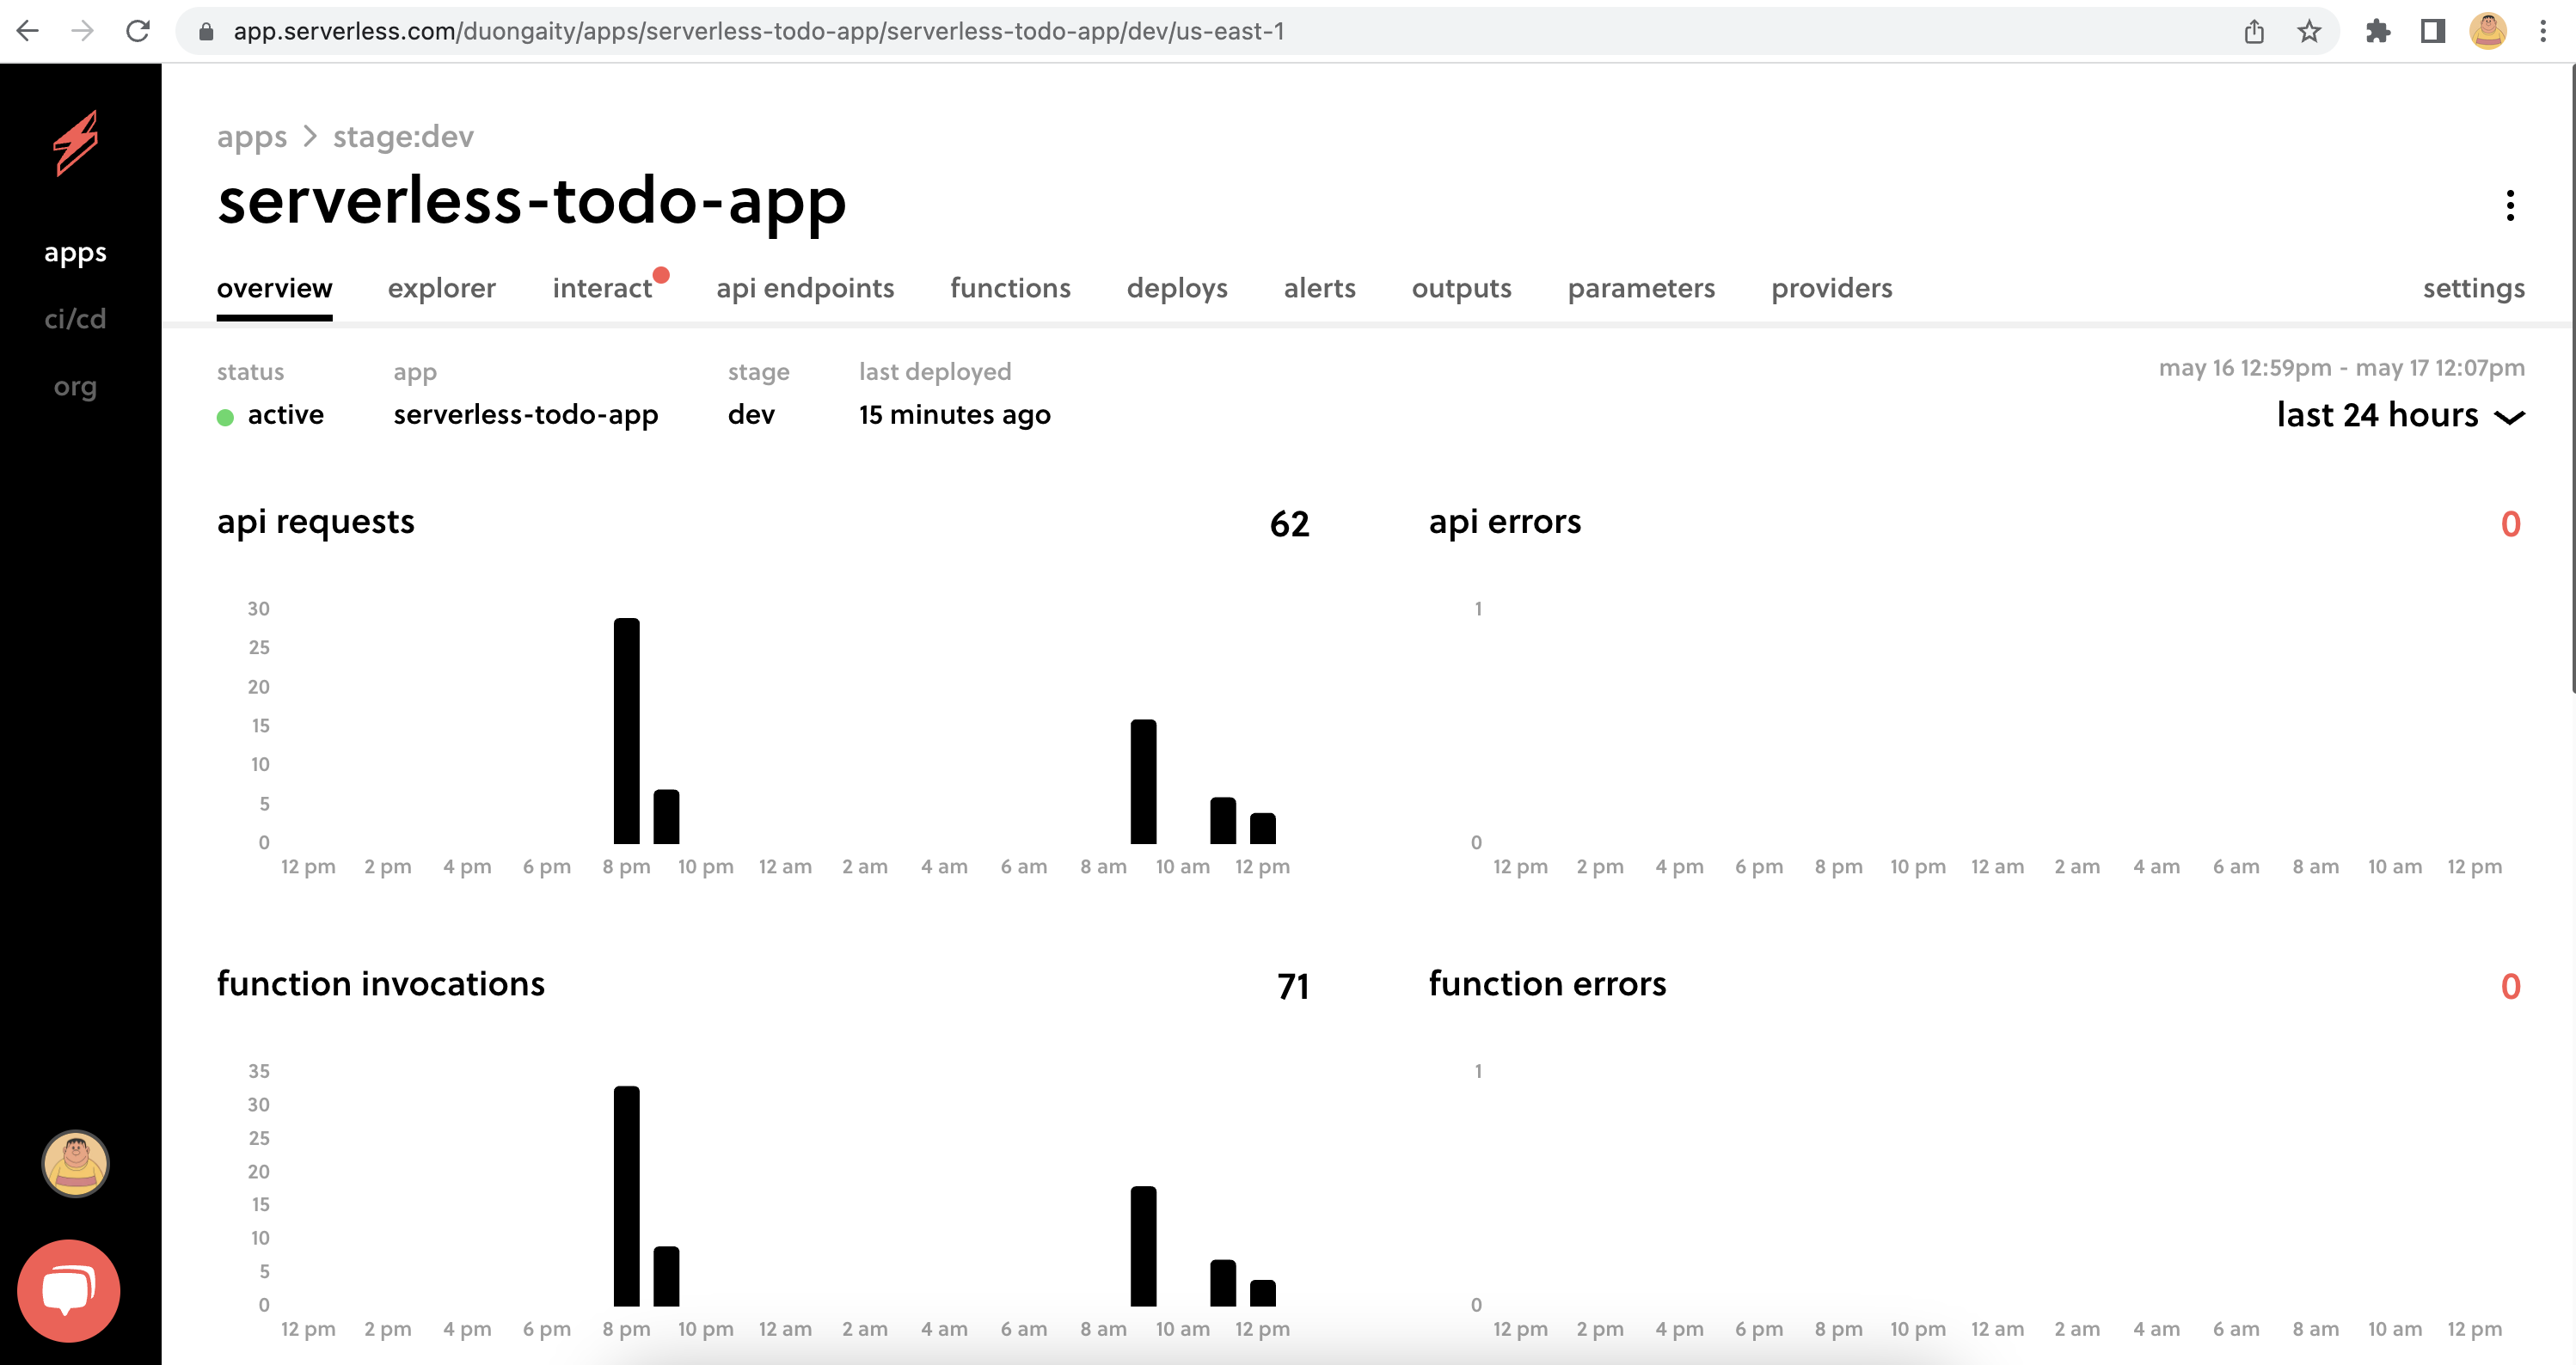 app.serverless.com/duongaity/apps/serverless-todo-app/serverless-todo-app/dev/us-east-1
apps > stage:dev
serverless-todo-app
apps
ci/cd
org
overview explorer interact api endpoints functions deploys alerts outputs parameters providers settings
status app stage last deployed
active serverless-todo-app dev 15 minutes ago
may 16 12:59pm - may 17 12:07pm
last 24 hours
api requests 62
30
25
20
15
10
5
0
12 pm 2 pm 4 pm 6 pm 8 pm 10 pm 12 am 2 am 4 am 6 am 8 am 10 am 12 pm
api errors 0
1
0
12 pm 2 pm 4 pm 6 pm 8 pm 10 pm 12 am 2 am 4 am 6 am 8 am 10 am 12 pm
function invocations 71
35
30
25
20
15
10
5
0
12 pm 2 pm 4 pm 6 pm 8 pm 10 pm 12 am 2 am 4 am 6 am 8 am 10 am 12 pm
function errors 0
1
0
12 pm 2 pm 4 pm 6 pm 8 pm 10 pm 12 am 2 am 4 am 6 am 8 am 10 am 12 pm